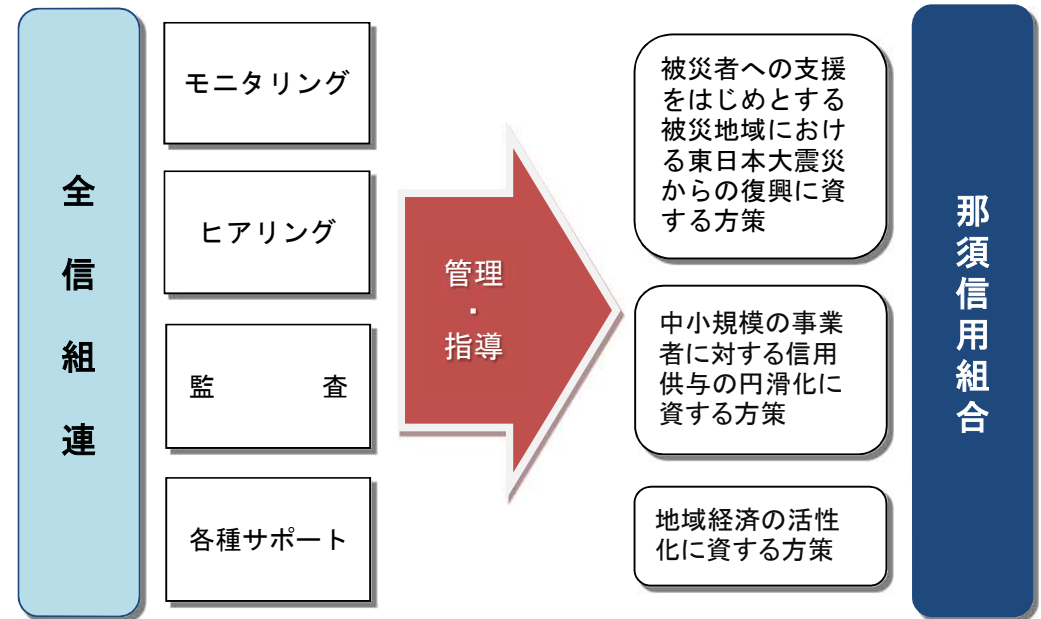 全信組連
モニタリング
ヒアリング
監　　　査
各種サポート
管理
・
指導
被災者への支援
をはじめとする
被災地域におけ
る東日本大震災
からの復興に資
する方策
中小規模の事業
者に対する信用
供与の円滑化に
資する方策
地域経済の活性
化に資する方策
那須信用組合